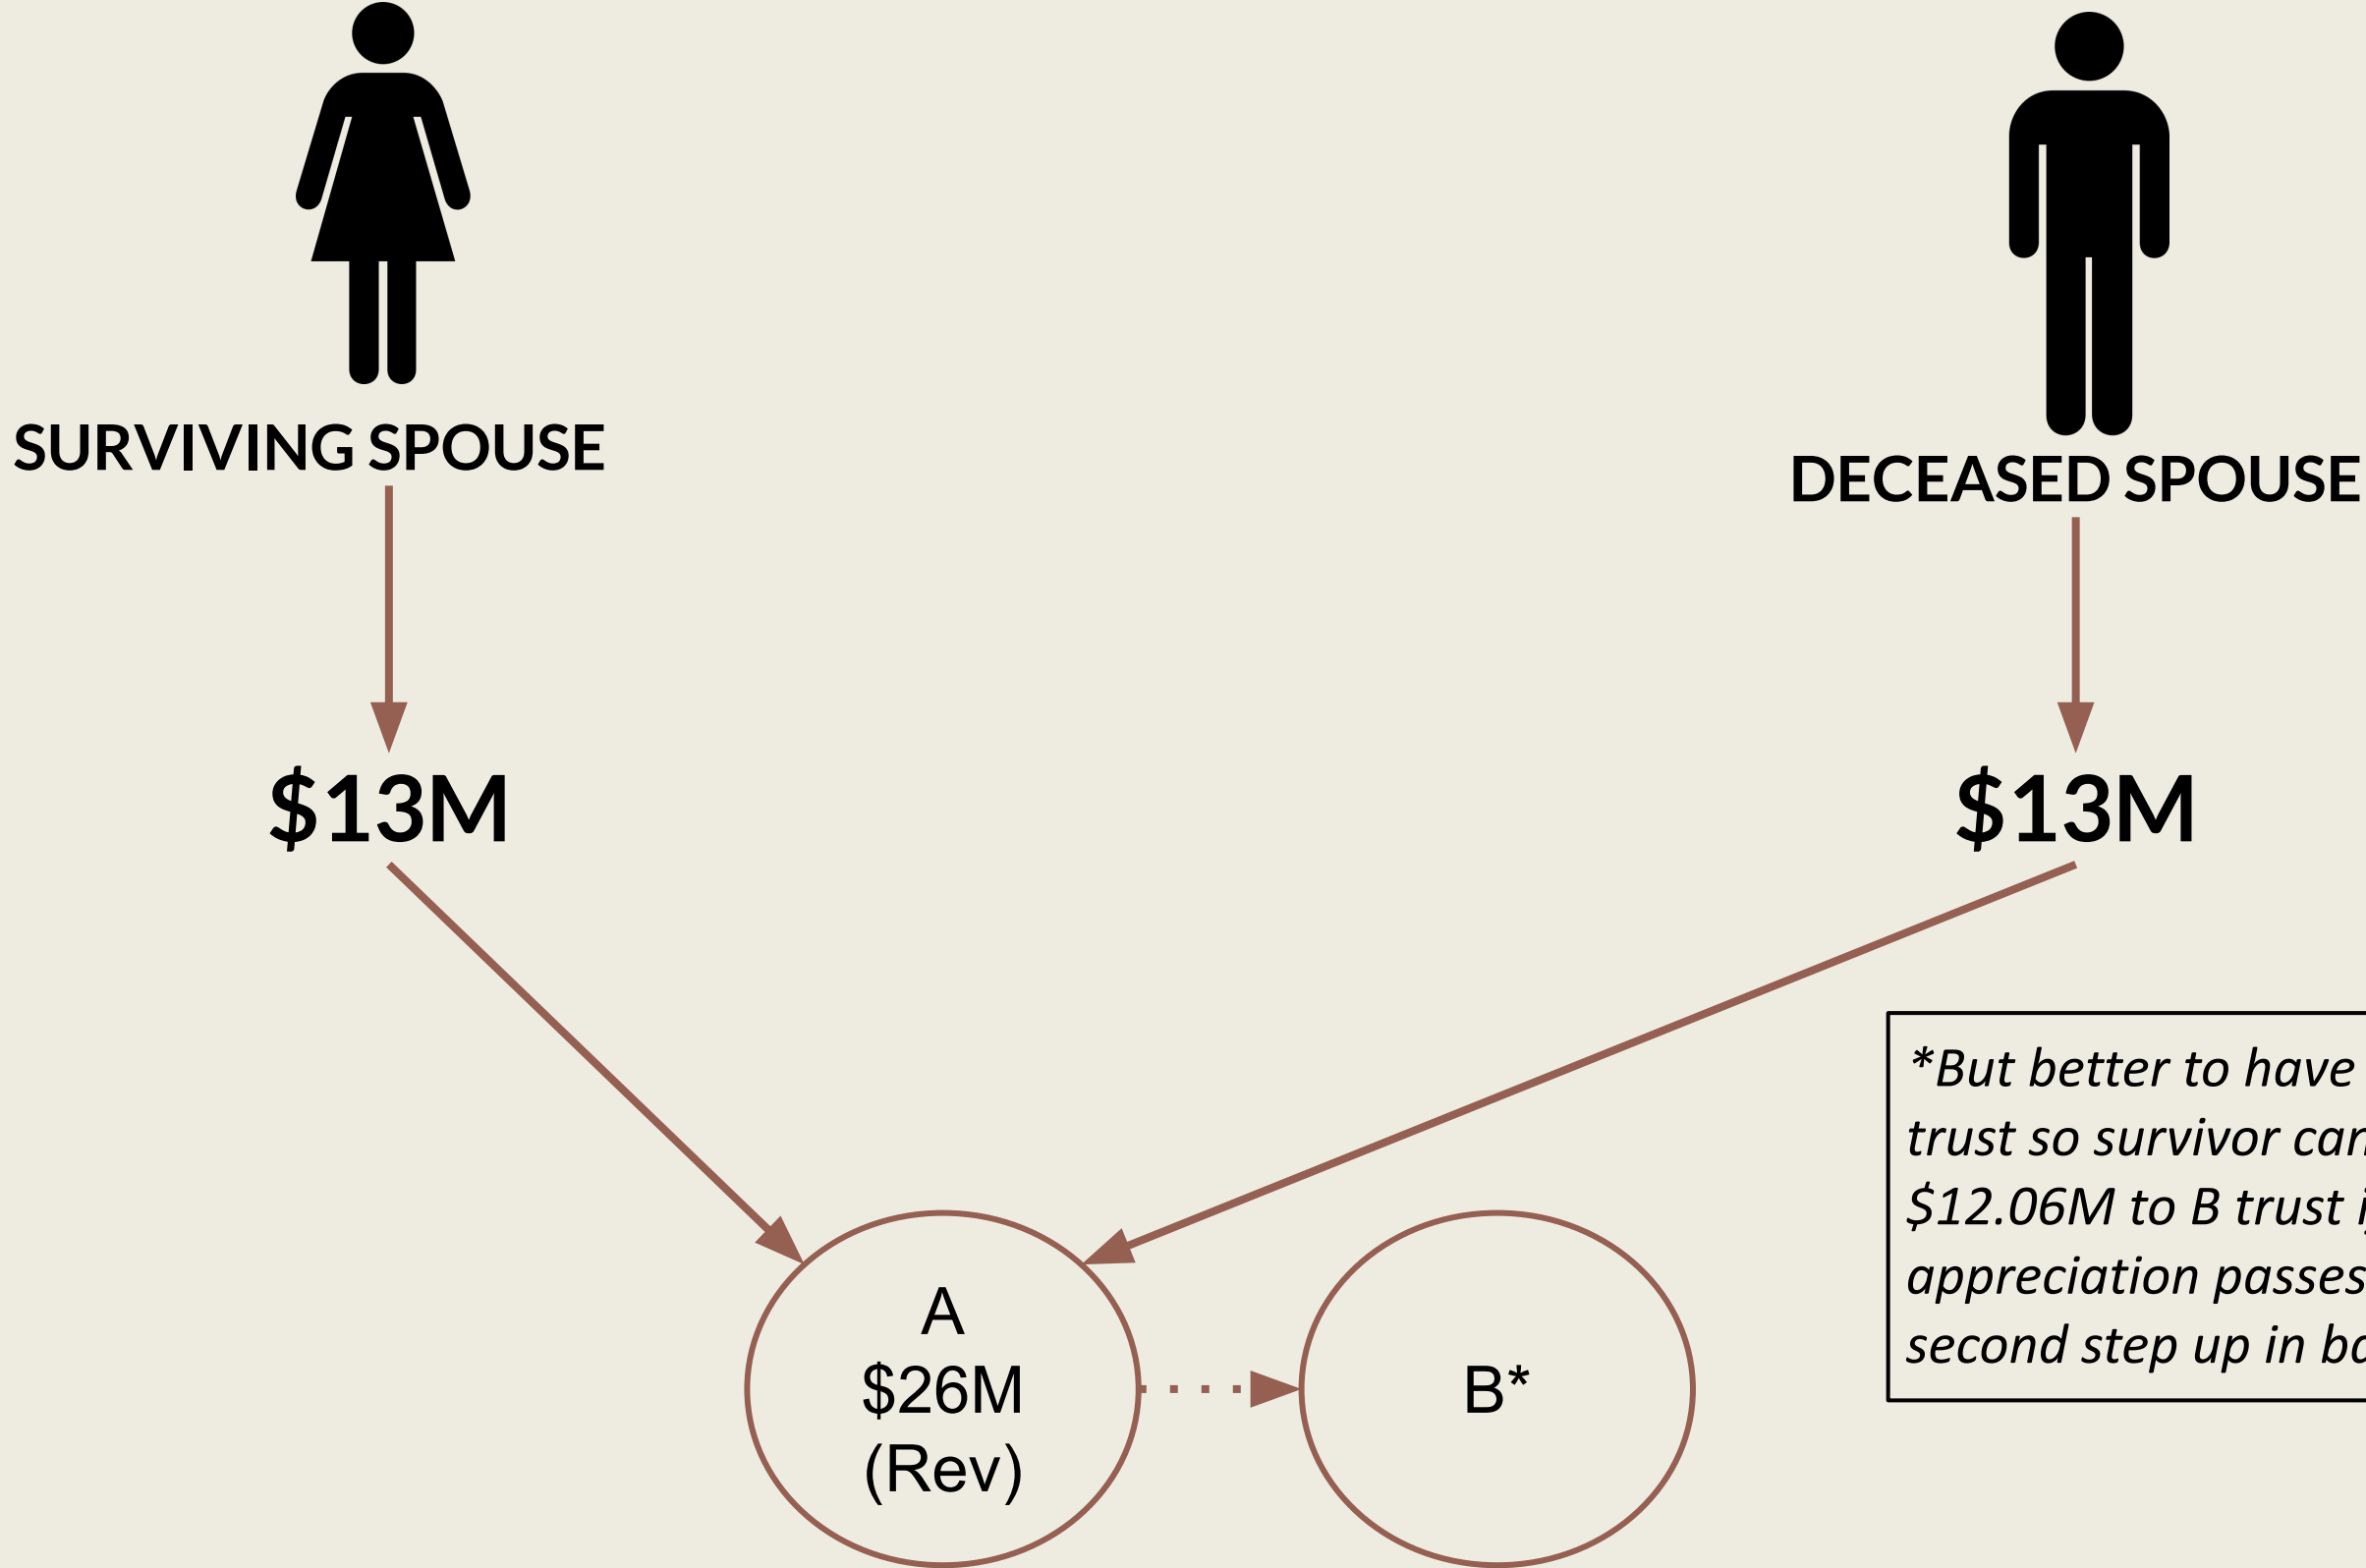 SURVIVING SPOUSE
DECEASED SPOUSE
$13M
$13M
A
$26M
(Rev)
B*
*But better to have
trust so survivor can
$12.06M to B trust
appreciation passes
second step up in